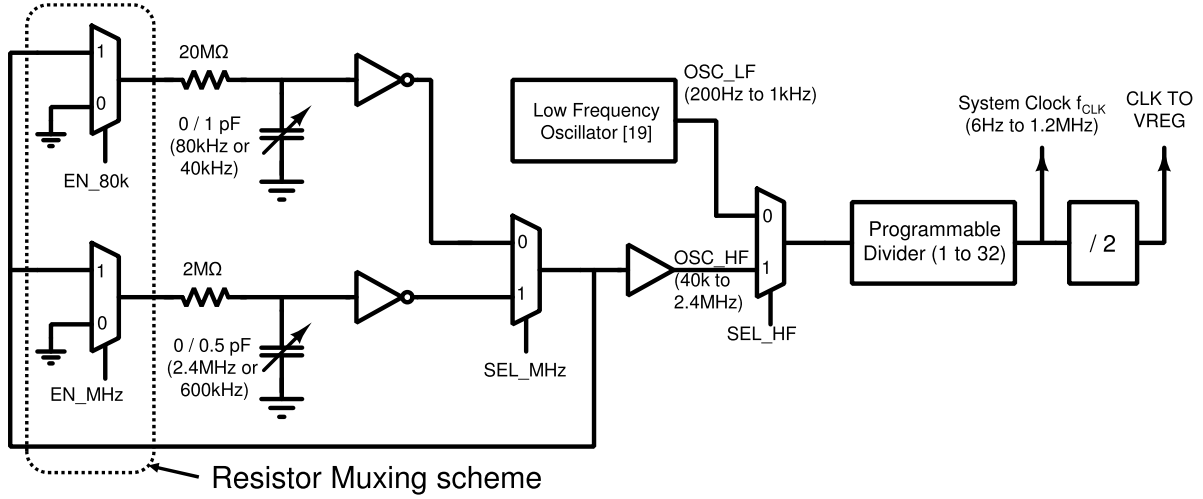 1
0
EN_80k
20MΩ
0 / 1 pF
(80kHz or
40kHz)
Low Frequency
Oscillator [19]
OSC_LF
(200Hz to 1kHz)
System Clock fCLK
(6Hz to 1.2MHz)
CLK TO
VREG
1
0
EN_MHz
2MΩ
0 / 0.5 pF
(2.4MHz or
600kHz)
0
1
SEL_MHz
OSC_HF
(40k to
2.4MHz)
0
1
SEL_HF
Programmable
Divider (1 to 32)
/ 2
Resistor Muxing scheme